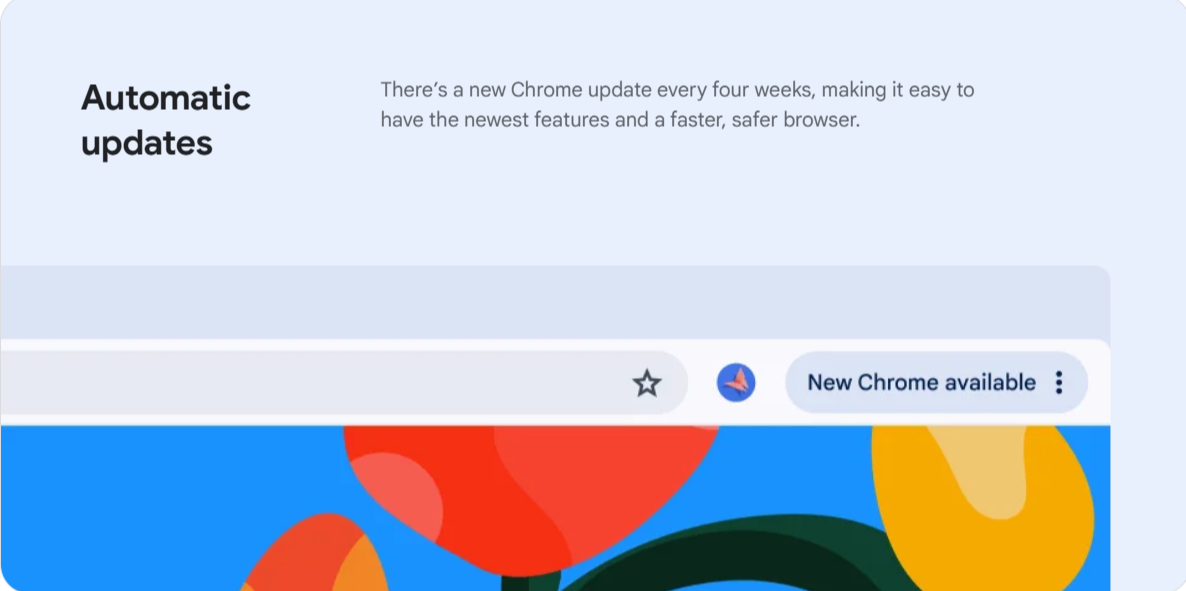 Automatic
updates
There’s a new Chrome update every four weeks, making it easy to
have the newest features and a faster, safer browser.
New Chrome available